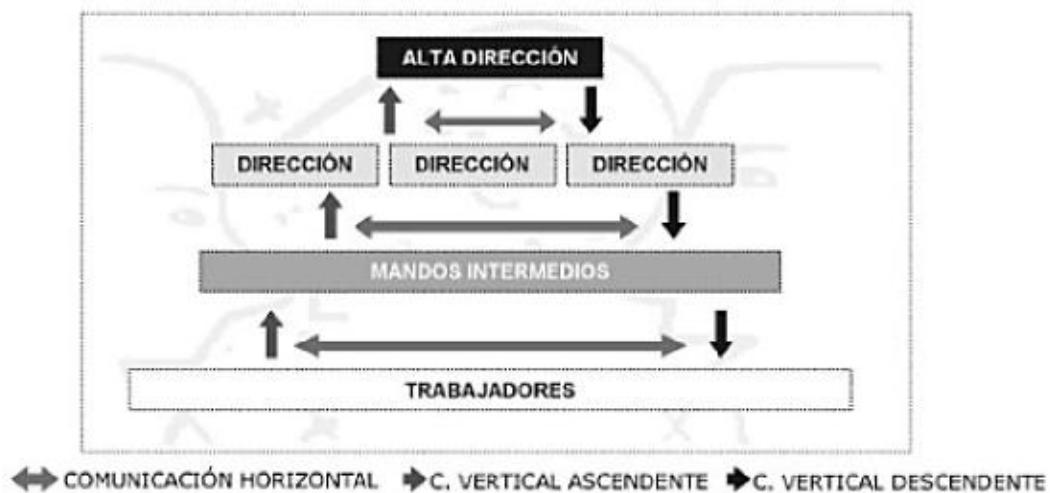 ALTA DIRECCIÓN
DIRECCIÓN DIRECCIÓN DIRECCIÓN
MANDOS INTERMEDIOS
TRABAJADORES
COMUNICACIÓN HORIZONTAL C. VERTICAL ASCENDENTE C. VERTICAL DESCENDENTE